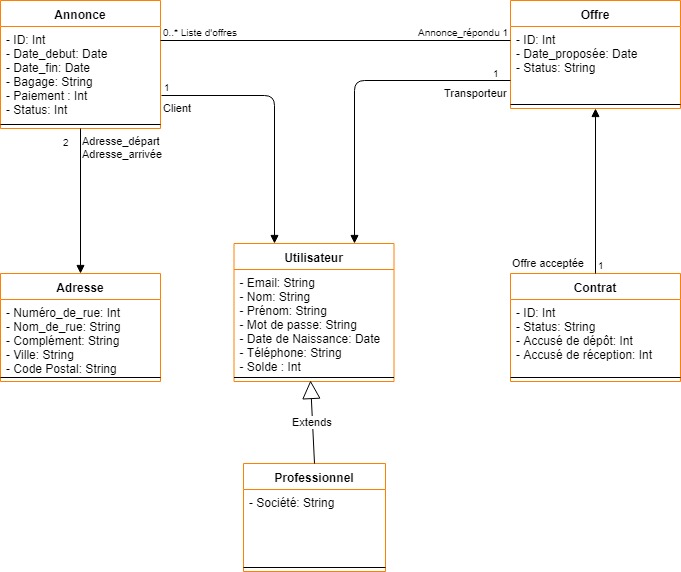 Annonce
- ID: Int
- Date_debut: Date
- Date_fin: Date
- Bagage: String
- Paiement : Int
- Status: Int
0..* Liste d'offres
Annonce_répondu 1
Offre
- ID: Int
- Date_proposée: Date
- Status: String
1
Client
1
Transporteur
2
Adresse_départ
Adresse_arrivée
Adresse
- Numéro_de_rue: Int
- Nom_de_rue: String
- Complément: String
- Ville: String
- Code Postal: String
Utilisateur
- Email: String
- Nom: String
- Prénom: String
- Mot de passe: String
- Date de Naissance: Date
- Téléphone: String
- Solde : Int
Offre acceptée
1
Contrat
- ID: Int
- Status: String
- Accusé de dépôt: Int
- Accusé de réception: Int
Extends
Professionnel
- Société: String